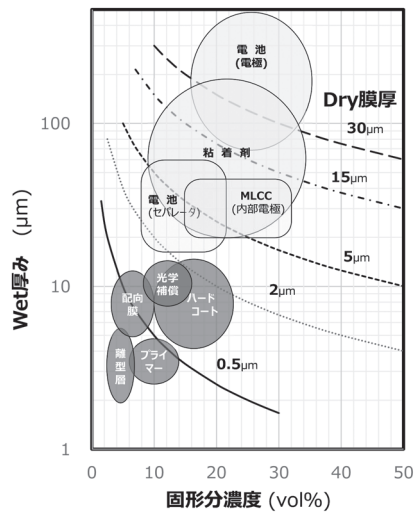 電 池
(電極)
Dry膜厚
100
30μm
粘 着 剤
15μm
電 池
(セパレータ)
MLCC
(内部電極)
5μm
2μm
10
光学
補償
配向
膜
ハード
コート
離
型
層
プライ
マー
0.5μm
1
0
10
20
30
40
50
Wet厚み (μm)
固形分濃度 (vol%)